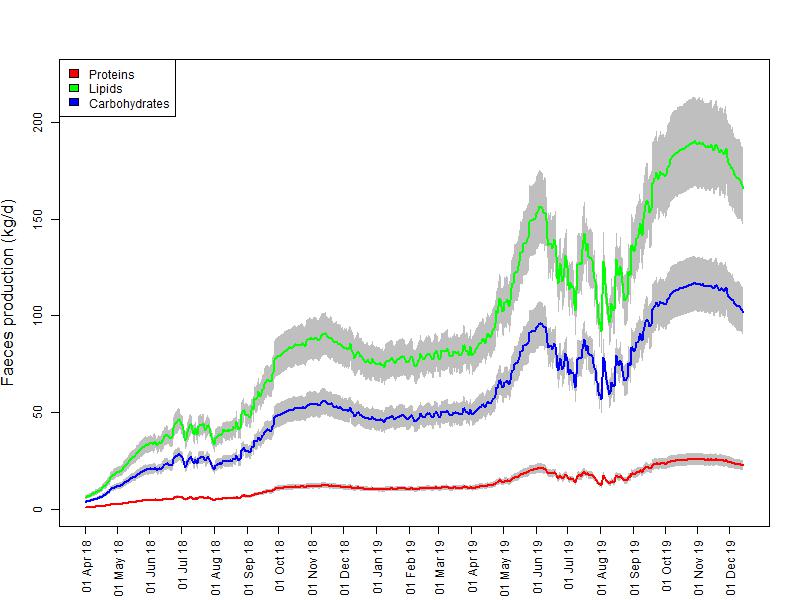 Proteins
Lipids
Carbohydrates
Faeces production (kg/d)
200
150
100
50
0
01 Apr 18
01 May 18
01 Jun 18
01 Jul 18
01 Aug 18
01 Sep 18
01 Oct 18
01 Nov 18
01 Dec 18
01 Jan 19
01 Feb 19
01 Mar 19
01 Apr 19
01 May 19
01 Jun 19
01 Jul 19
01 Aug 19
01 Sep 19
01 Oct 19
01 Nov 19
01 Dec 19